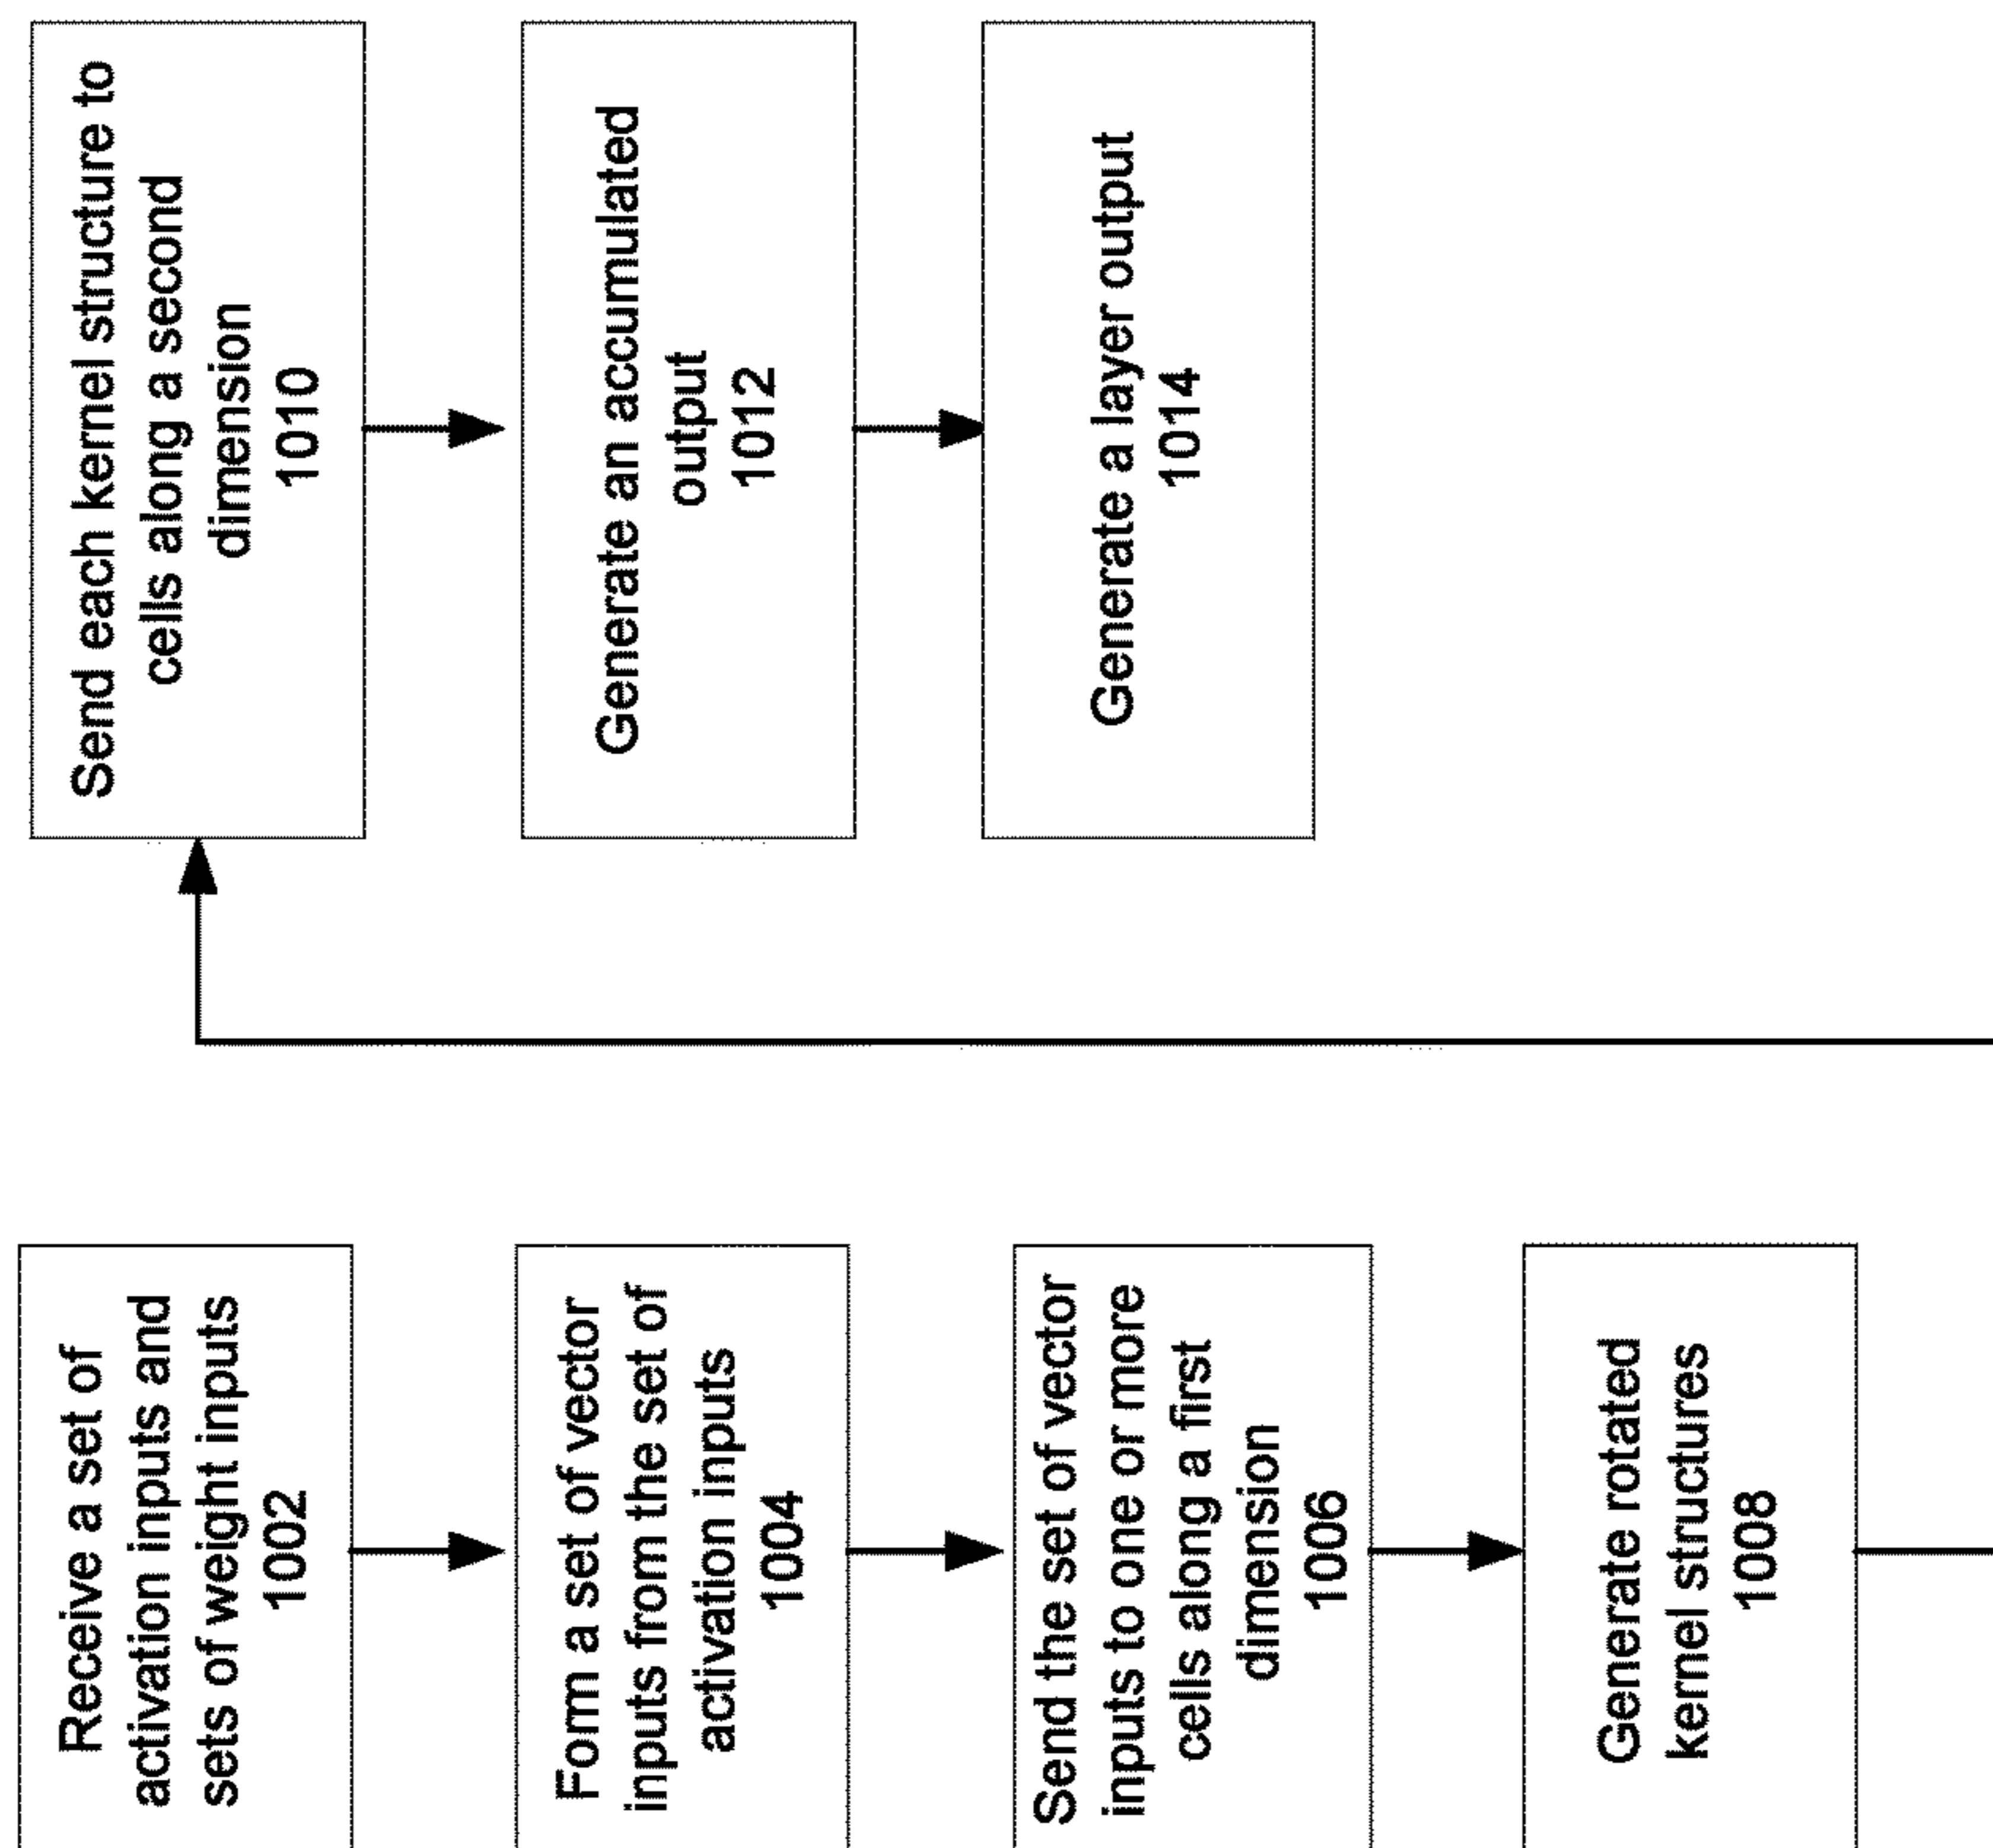 Receive a set of
activation inputs and
sets of weight inputs
1002
Form a set of vector
inputs from the set of
activation inputs
1004
Send the set of vector
inputs to one or more
cells along a first
dimension
1006
Generate rotated
kernel structures
1008
Send each kernel structure to
cells along a second
dimension
1010
Generate an accumulated
output
1012
Generate a layer output
1014